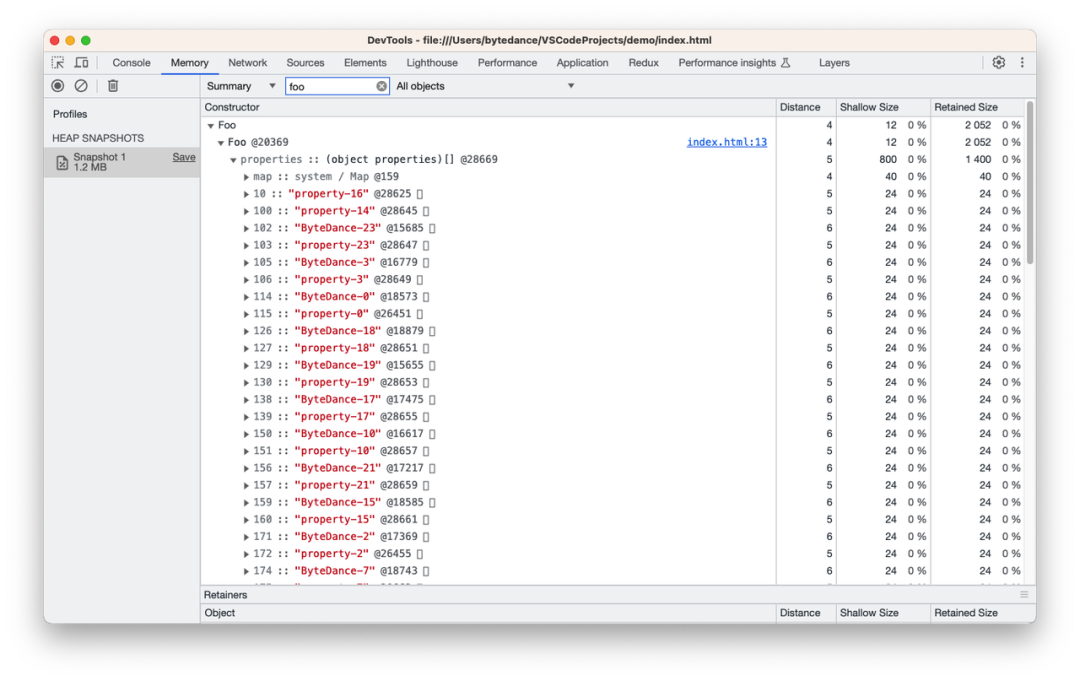 DevTools - file:///Users/bytedance/VSCodeProjects/demo/index.html
Console Memory Network Sources Elements Lighthouse Performance Application Redux Performance insights Layers
Summary foo All objects
Profiles
HEAP SNAPSHOTS
Snapshot 1 Save
1.2 MB
Constructor Distance Shallow Size Retained Size
Foo 4 12 0 % 2 052 0 %
Foo @20369 index.html:13 4 12 0 % 2 052 0 %
properties :: (object properties)[] @28669 5 800 0 % 1 400 0 %
map :: system / Map @159 4 40 0 % 40 0 %
10 :: "property-16" @28625 5 24 0 % 24 0 %
100 :: "property-14" @28645 5 24 0 % 24 0 %
102 :: "ByteDance-23" @15685 6 24 0 % 24 0 %
103 :: "property-23" @28647 5 24 0 % 24 0 %
105 :: "ByteDance-3" @16779 6 24 0 % 24 0 %
106 :: "property-3" @28649 5 24 0 % 24 0 %
114 :: "ByteDance-0" @18573 6 24 0 % 24 0 %
115 :: "property-0" @26451 5 24 0 % 24 0 %
126 :: "ByteDance-18" @18879 6 24 0 % 24 0 %
127 :: "property-18" @28651 5 24 0 % 24 0 %
129 :: "ByteDance-19" @15655 6 24 0 % 24 0 %
130 :: "property-19" @28653 5 24 0 % 24 0 %
138 :: "ByteDance-17" @17475 6 24 0 % 24 0 %
139 :: "property-17" @28655 5 24 0 % 24 0 %
150 :: "ByteDance-10" @16617 6 24 0 % 24 0 %
151 :: "property-10" @28657 5 24 0 % 24 0 %
156 :: "ByteDance-21" @17217 6 24 0 % 24 0 %
157 :: "property-21" @28659 5 24 0 % 24 0 %
159 :: "ByteDance-15" @18585 6 24 0 % 24 0 %
160 :: "property-15" @28661 5 24 0 % 24 0 %
171 :: "ByteDance-2" @17369 6 24 0 % 24 0 %
172 :: "property-2" @26455 5 24 0 % 24 0 %
174 :: "ByteDance-7" @18743 6 24 0 % 24 0 %
Retainers
Object Distance Shallow Size Retained Size